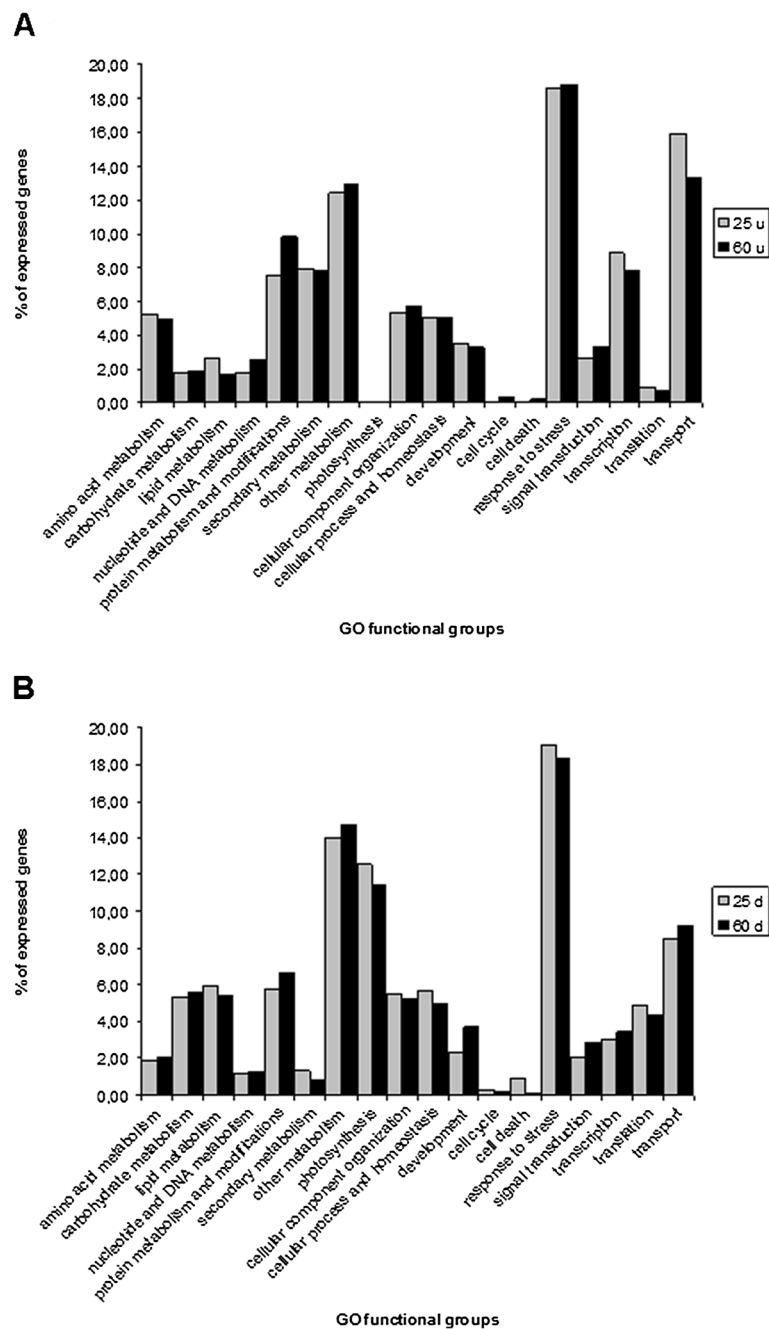 A
20,00
18,00
16,00
14,00
12,00
10,00
8,00
6,00
4,00
2,00
0,00
% of expressed genes
amino acid metabolism
carbohydrate metabolism
lipid metabolism
nucleotide and DNA metabolism
protein metabolism and modifications
secondary metabolism
other metabolism
photosynthesis
cellular component organization
cellular process and homeostasis
development
cell cycle
cell death
response to stress
signal transduction
transcription
translation
transport
GO functional groups
25 u
60 u
B
20,00
18,00
16,00
14,00
12,00
10,00
8,00
6,00
4,00
2,00
0,00
% of expressed genes
amino acid metabolism
carbohydrate metabolism
lipid metabolism
nucleotide and DNA metabolism
protein metabolism and modifications
secondary metabolism
other metabolism
photosynthesis
cellular component organization
cellular process and homeostasis
development
cell cycle
cell death
response to stress
signal transduction
transcription
translation
transport
GO functional groups
25 d
60 d